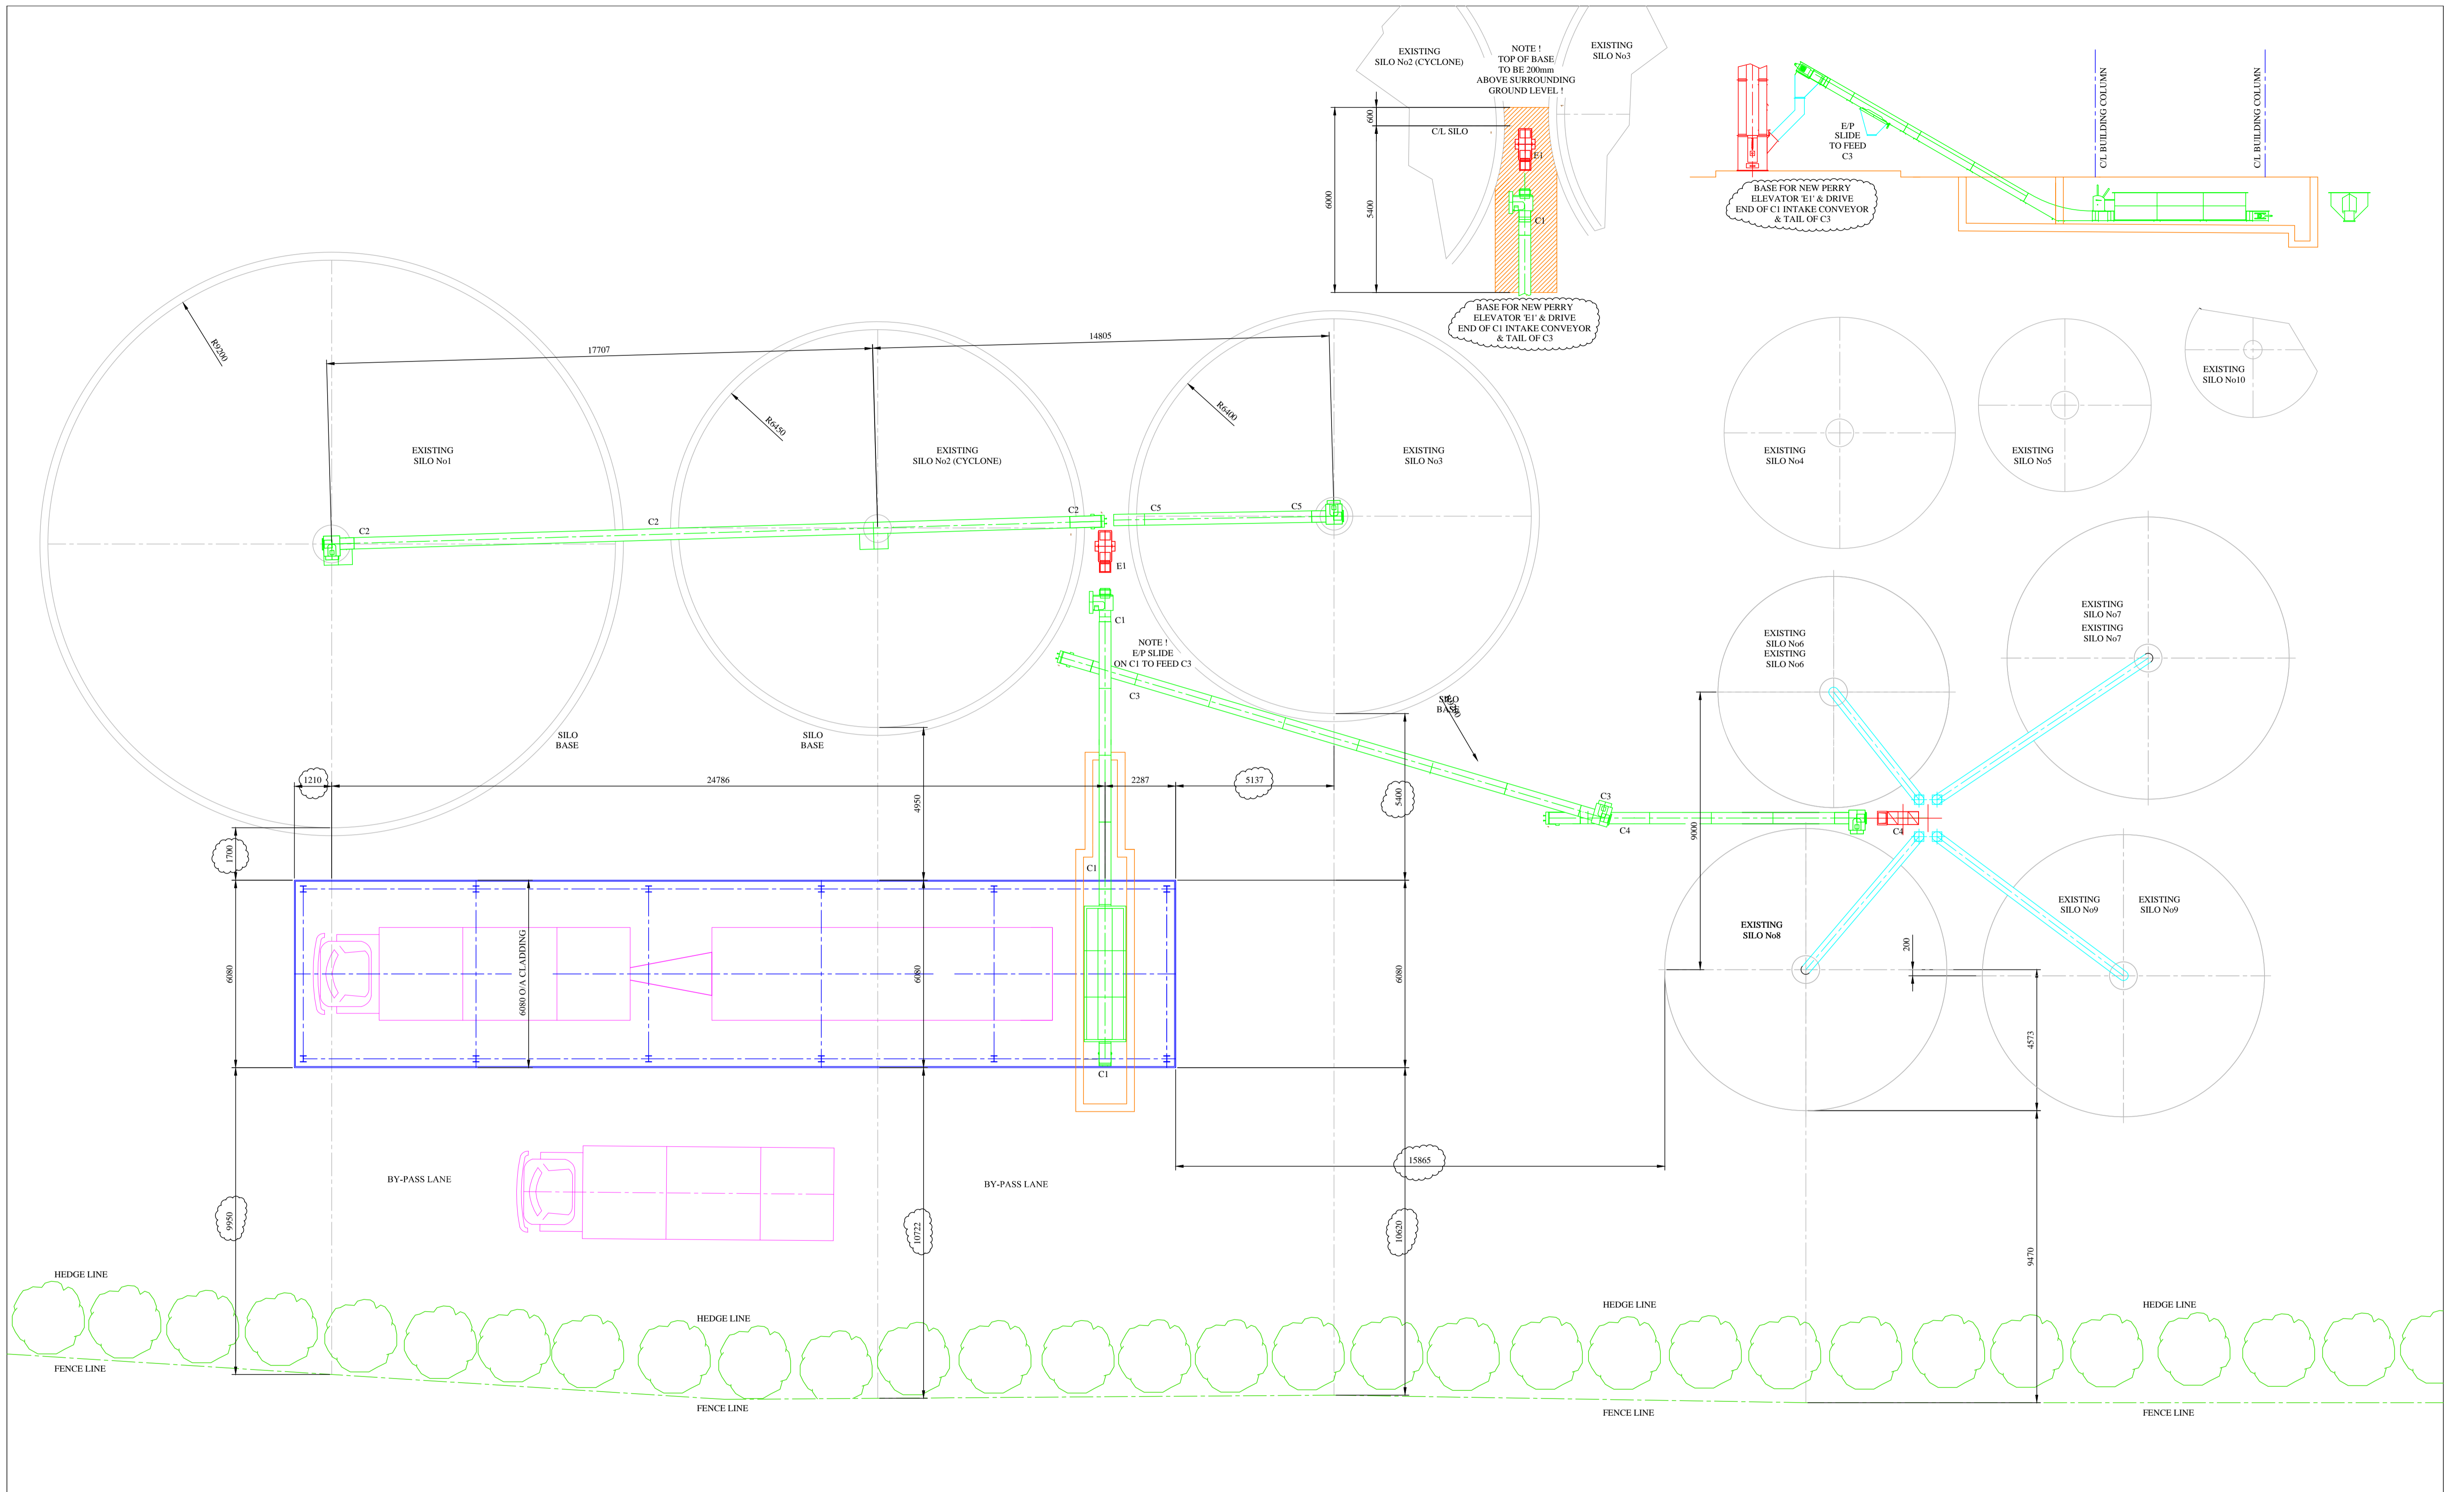 EXISTING
SILO No2 (CYCLONE)
NOTE !
TOP OF BASE
TO BE 200mm
ABOVE SURROUNDING
GROUND LEVEL !
EXISTING
SILO No3
600
C/L SILO
E1
6000
5400
C1
BASE FOR NEW PERRY
ELEVATOR 'E1' & DRIVE
END OF C1 INTAKE CONVEYOR
& TAIL OF C3
E/P
SLIDE
TO FEED
C3
C/L BUILDING COLUMN
C/L BUILDING COLUMN
BASE FOR NEW PERRY
ELEVATOR 'E1' & DRIVE
END OF C1 INTAKE CONVEYOR
& TAIL OF C3
R9200
17707
14805
R6450
R6400
EXISTING
SILO No1
EXISTING
SILO No2 (CYCLONE)
EXISTING
SILO No3
EXISTING
SILO No4
EXISTING
SILO No5
EXISTING
SILO No10
C2
C2
C2
C5
C5
E1
C1
NOTE !
E/P SLIDE
ON C1 TO FEED C3
C3
EXISTING
SILO No6
EXISTING
SILO No6
EXISTING
SILO No7
EXISTING
SILO No7
SILO
BASE
SILO
BASE
SILO
BASE
1210
24786
2287
5137
4950
5400
C3
C4
C4
9000
1700
C1
6080
6080 O/A CLADDING
6080
6080
EXISTING
SILO No8
EXISTING
SILO No9
EXISTING
SILO No9
200
4573
C1
15865
BY-PASS LANE
BY-PASS LANE
9950
10722
10620
9470
HEDGE LINE
HEDGE LINE
HEDGE LINE
HEDGE LINE
FENCE LINE
FENCE LINE
FENCE LINE
FENCE LINE